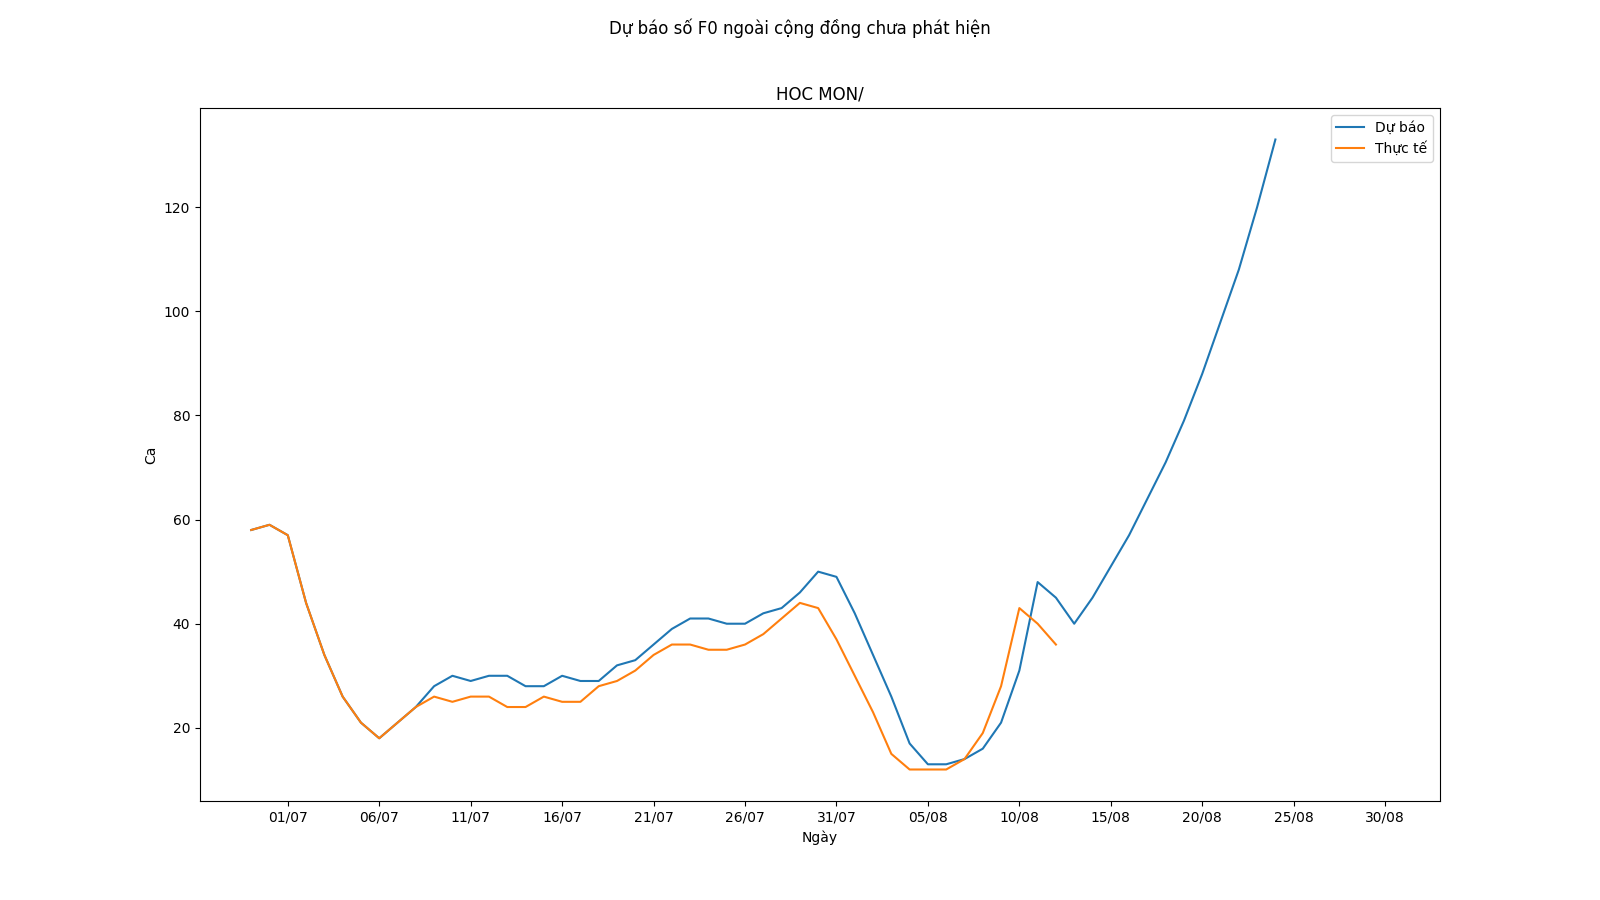 Dự báo số F0 ngoài cộng đồng chưa phát hiện
HOC MON/
Dự báo
Thực tế
120
100
80
60
40
20
Ca
01/07 06/07 11/07 16/07 21/07 26/07 31/07 05/08 10/08 15/08 20/08 25/08 30/08
Ngày